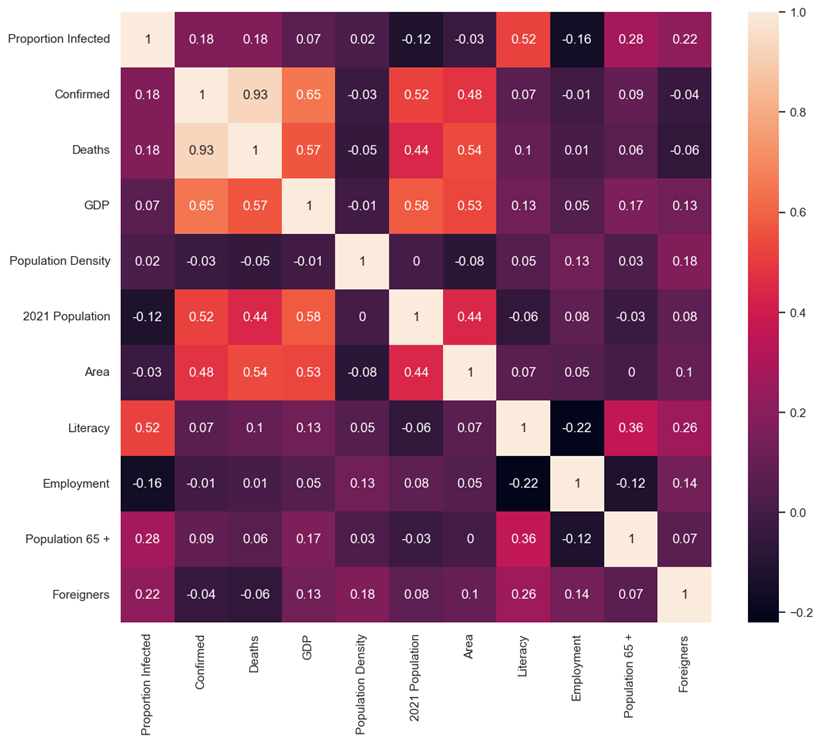 Proportion Infected 1 0.18 0.18 0.07 0.02 -0.12 -0.03 0.52 -0.16 0.28 0.22
Confirmed 0.18 1 0.93 0.65 -0.03 0.52 0.48 0.07 -0.01 0.09 -0.04
Deaths 0.18 0.93 1 0.57 -0.05 0.44 0.54 0.1 0.01 0.06 -0.06
GDP 0.07 0.65 0.57 1 -0.01 0.58 0.53 0.13 0.05 0.17 0.13
Population Density 0.02 -0.03 -0.05 -0.01 1 0 -0.08 0.05 0.13 0.03 0.18
2021 Population -0.12 0.52 0.44 0.58 0 1 0.44 -0.06 0.08 -0.03 0.08
Area -0.03 0.48 0.54 0.53 -0.08 0.44 1 0.07 0.05 0 0.1
Literacy 0.52 0.07 0.1 0.13 0.05 -0.06 0.07 1 -0.22 0.36 0.26
Employment -0.16 -0.01 0.01 0.05 0.13 0.08 0.05 -0.22 1 -0.12 0.14
Population 65 + 0.28 0.09 0.06 0.17 0.03 -0.03 0 0.36 -0.12 1 0.07
Foreigners 0.22 -0.04 -0.06 0.13 0.18 0.08 0.1 0.26 0.14 0.07 1
Proportion Infected
Confirmed
Deaths
GDP
Population Density
2021 Population
Area
Literacy
Employment
Population 65 +
Foreigners
1.0
0.8
0.6
0.4
0.2
0.0
−0.2